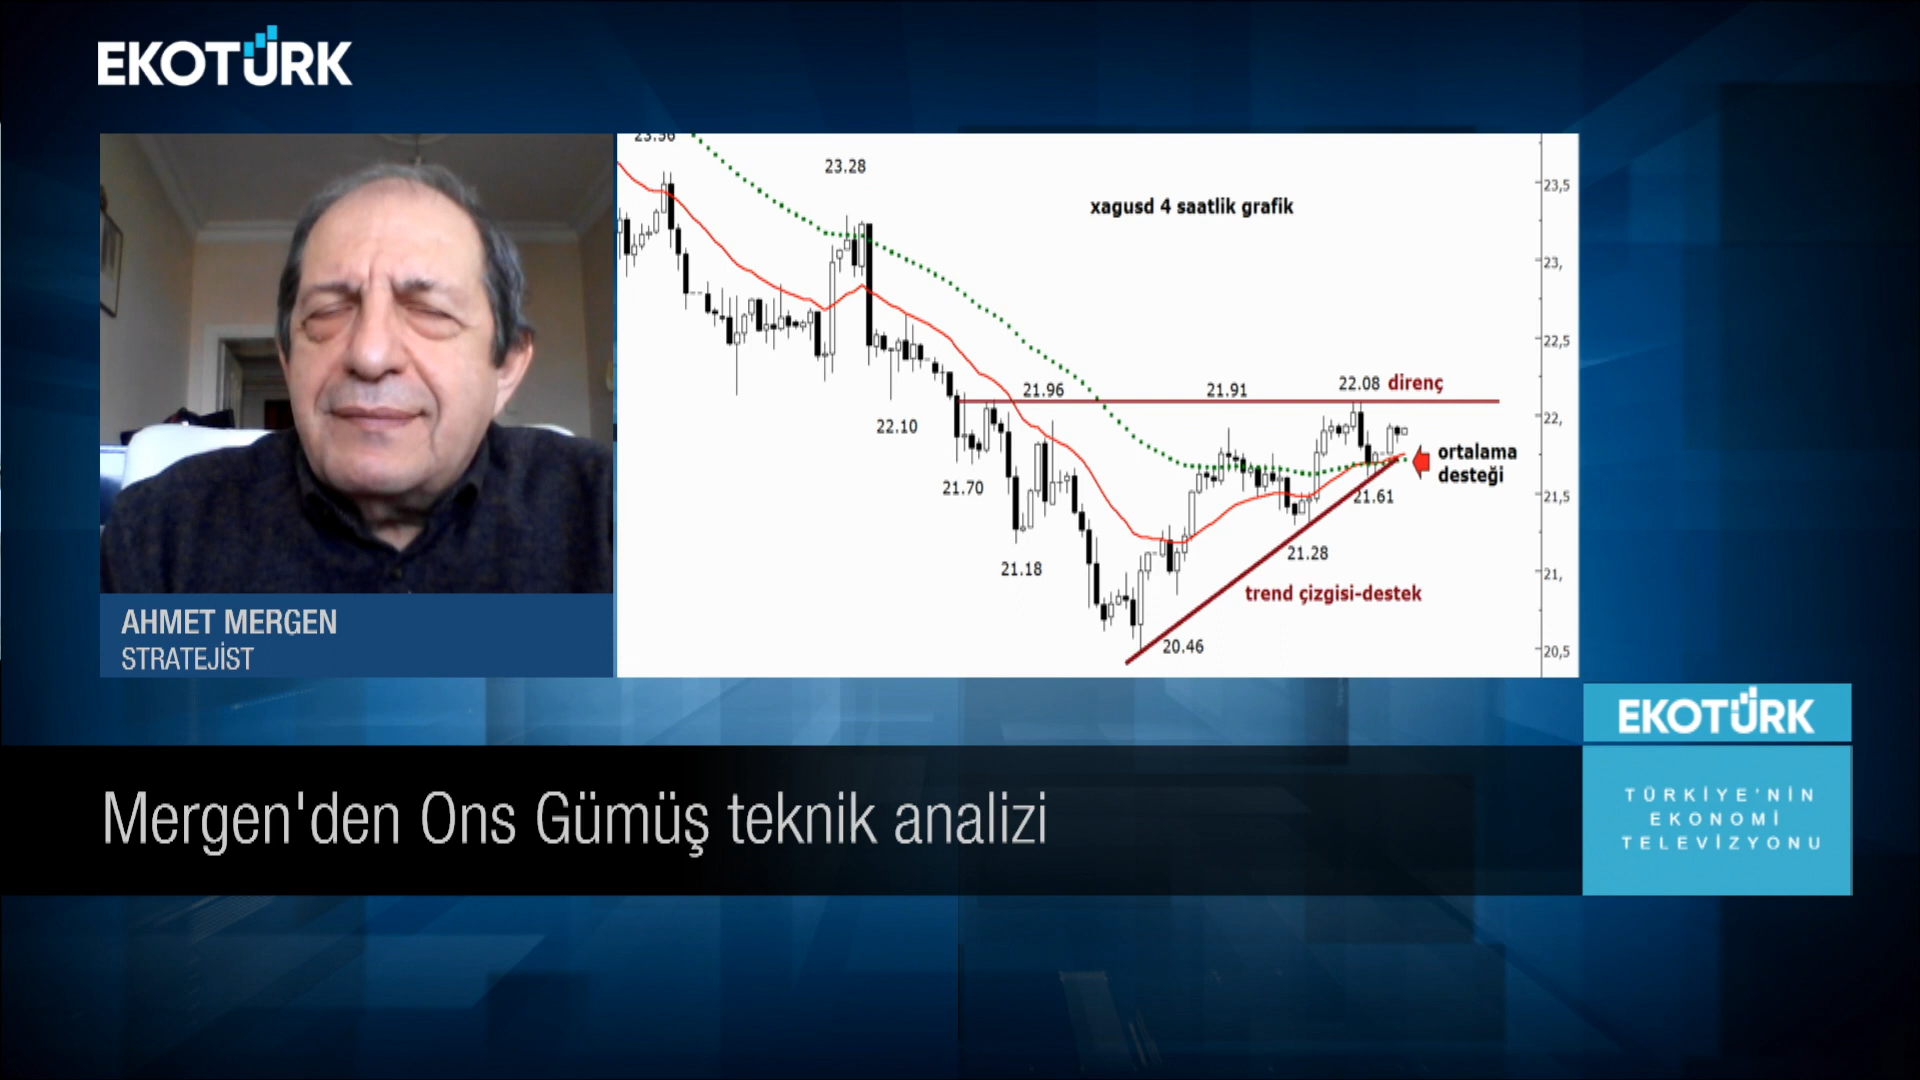 EKOTÜRK
23.28
xagusd 4 saatlik grafik
23,5
23,
22,5
22,
21,5
21,
20,5
21.96
21.91
22.08 direnç
22.10
ortalama
desteği
21.70
21.61
21.18
21.28
trend çizgisi-destek
20.46
AHMET MERGEN
STRATEJİST
EKOTÜRK
Mergen'den Ons Gümüş teknik analizi
TÜRKİYE'NİN
EKONOMİ
TELEVİZYONU